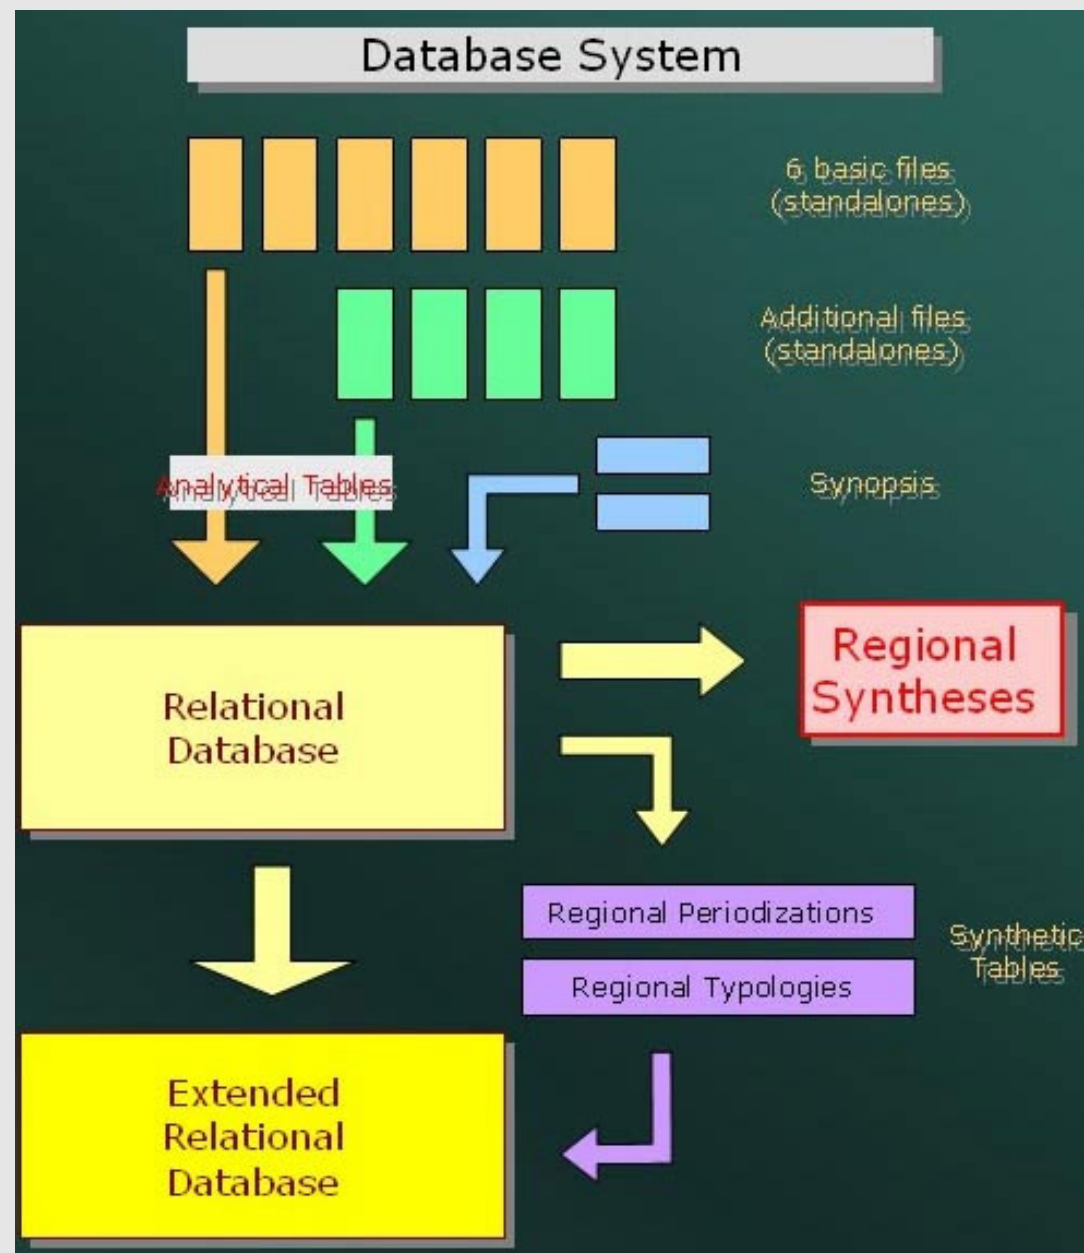 Database System
6 basic files
(standalones)
Additional files
(standalones)
Analytical Tables
Synopsis
Relational
Database
Regional
Syntheses
Regional Periodizations
Regional Typologies
Synthetic
Tables
Extended
Relational
Database